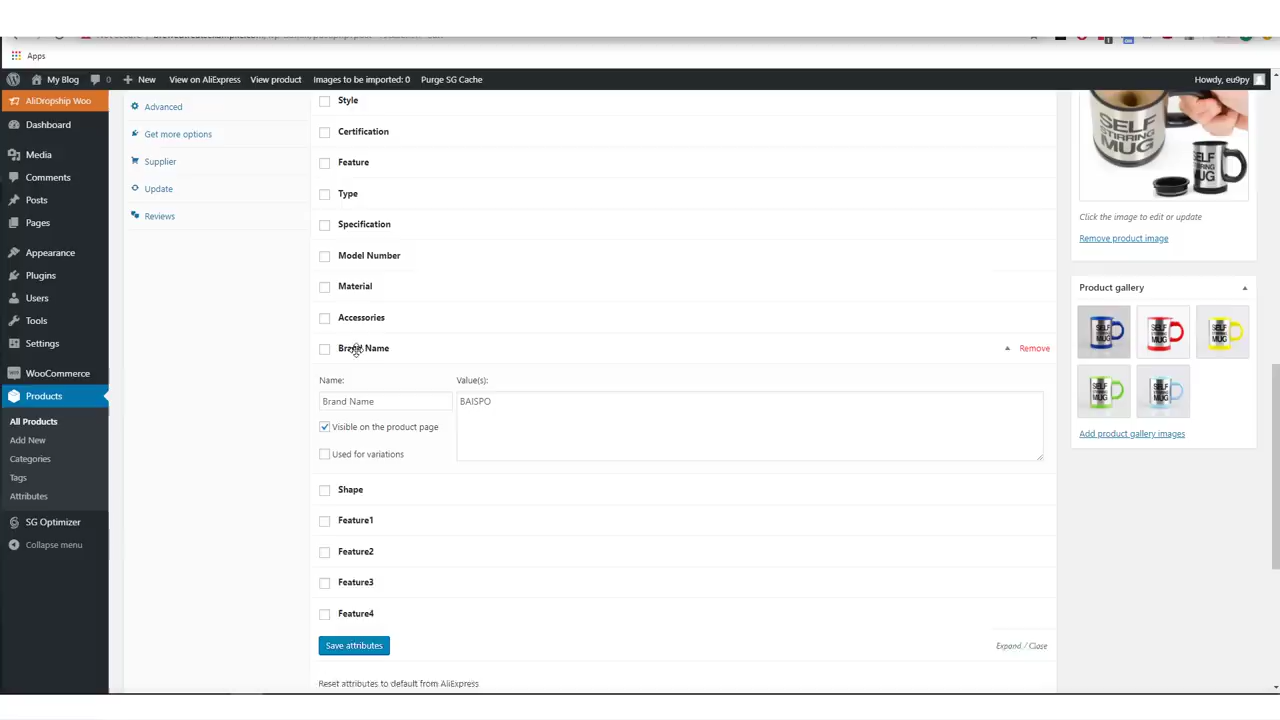 Apps
My Blog 0 New View on AliExpress View product Images to be imported: 0 Purge SG Cache Howdy, eu9py
AliDropship Woo
Dashboard
Media
Comments
Posts
Pages
Appearance
Plugins
Users
Tools
Settings
WooCommerce
Products
All Products
Add New
Categories
Tags
Attributes
SG Optimizer
Collapse menu
Advanced
Get more options
Supplier
Update
Reviews
Style
Certification
Feature
Type
Specification
Model Number
Material
Accessories
Brand Name Remove
Name: Value(s):
Brand Name BAISPO
Visible on the product page
Used for variations
Shape
Feature1
Feature2
Feature3
Feature4
Save attributes Expand / Close
Reset attributes to default from AliExpress
SELF
STIRRING
MUG
SELF
STIRRING
MUG
Click the image to edit or update
Remove product image
Product gallery
Add product gallery images